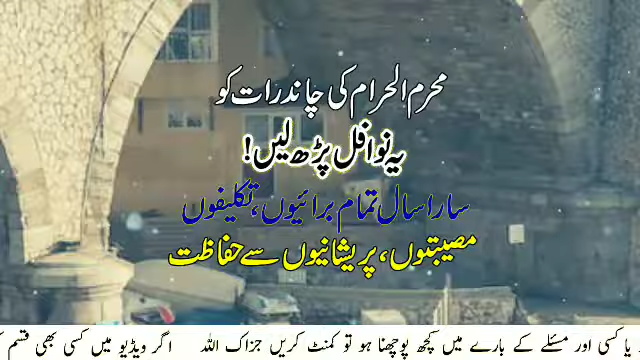 محرم الحرام کی چاند رات کو
یہ نوافل پڑھ لیں!
سارا سال تمام برائیوں، تکلیفوں
مصیبتوں، پریشانیوں سے حفاظت
یا کسی اور مسئلے کے بارے میں کچھ پوچھنا ہو تو کمنٹ کریں جزاک اللہ اگر ویڈیو میں کسی بھی قسم